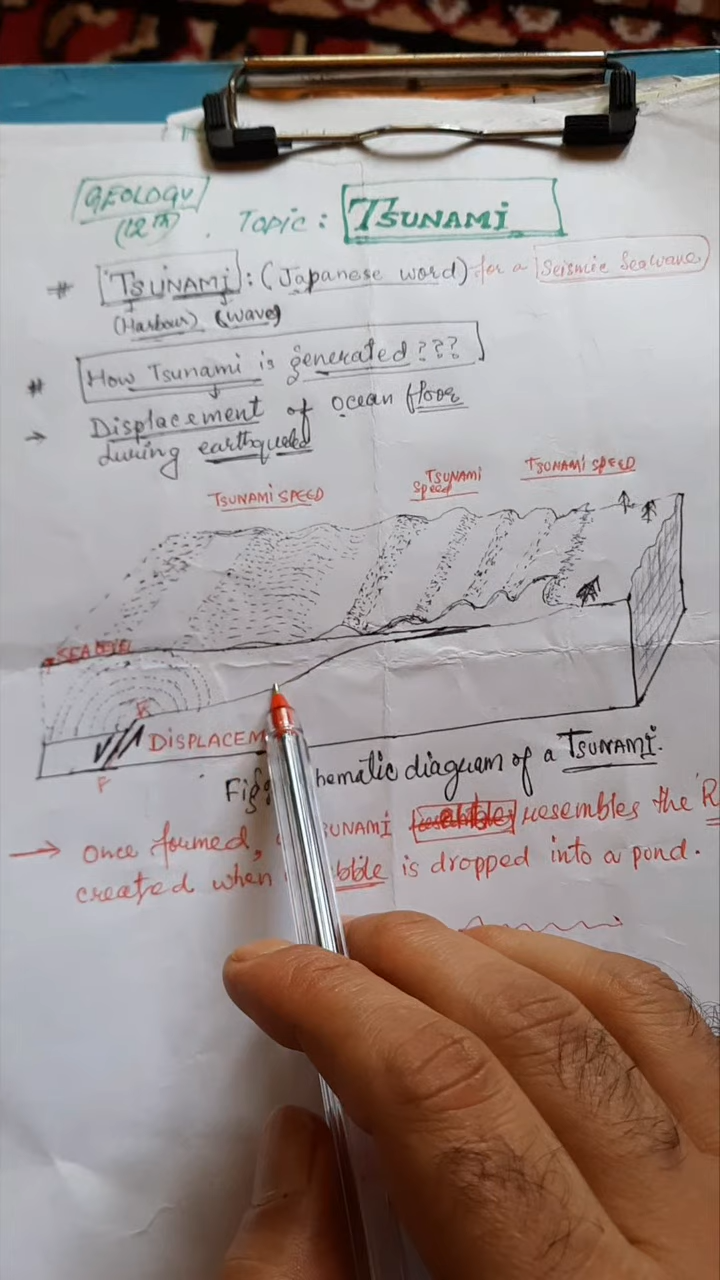 GEOLOGY
(12th) . TOPIC: TSUNAMI
# TSUNAMI : (Japanese word) for a Seismic Seawave.
(Harbour) (wave)
# How Tsunami is generated???
→ Displacement of ocean floor
during earthquake
TSUNAMI SPEED
TSUNAMI
Speed
TSUNAMI SPEED
SEA LEVEL
F
DISPLACEM
F
Fig hematic diagram of a TSUNAMI.
→ Once formed, TSUNAMI resembles the R
created when bble is dropped into a pond.